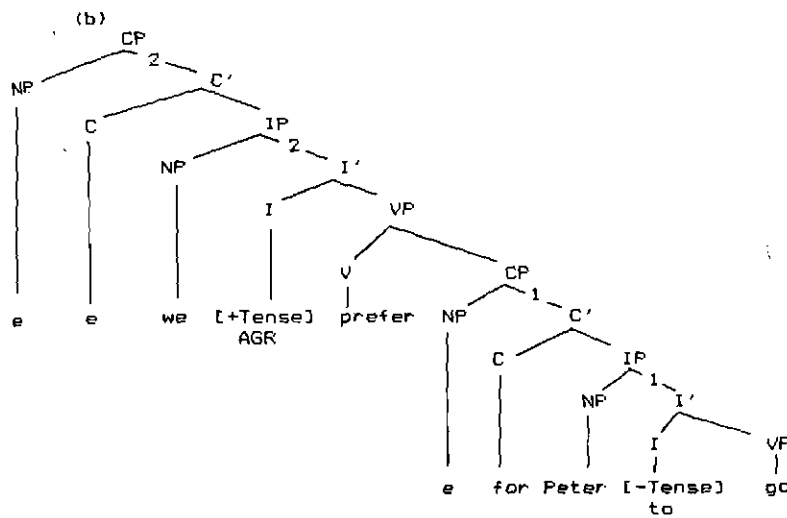 (b)
CP
2
NP C'
C IP
2
NP I'
I VP
V CP
1
e e we [+Tense] prefer NP C'
AGR
C IP
1
NP I'
I VP
e for Peter [-Tense] go
to